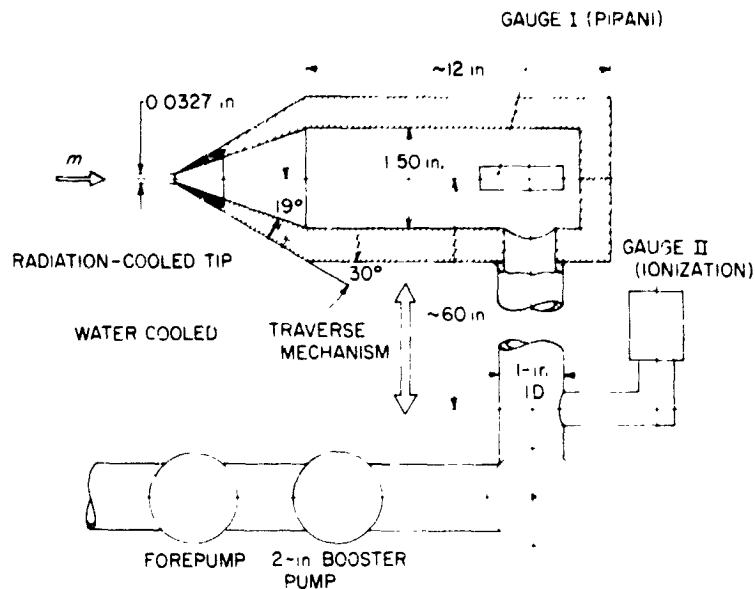 GAUGE I (PIRANI)
~12 in
0.0327 in
m
1.50 in.
19°
RADIATION-COOLED TIP
30°
GAUGE II
(IONIZATION)
WATER COOLED
TRAVERSE
MECHANISM
~60 in
1-in.
ID
FOREPUMP
2-in BOOSTER
PUMP